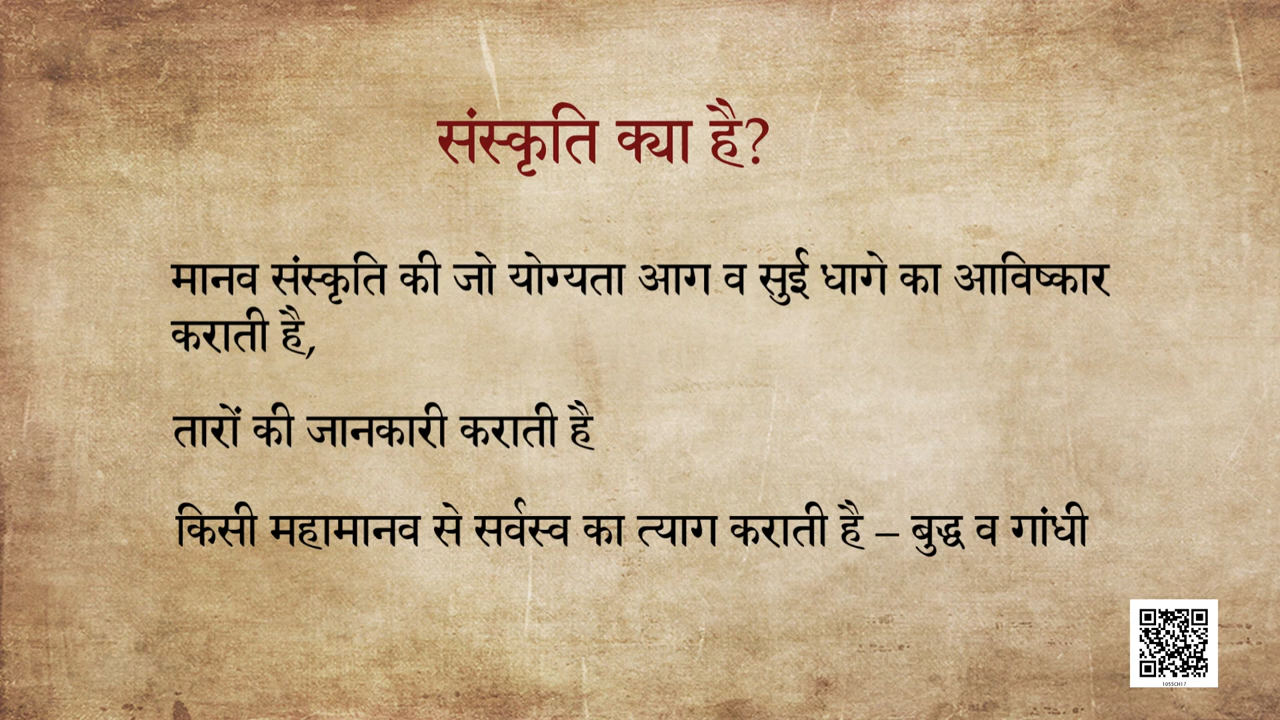 संस्कृति क्या है?
मानव संस्कृति की जो योग्यता आग व सुई धागे का आविष्कार
कराती है,
तारों की जानकारी कराती है
किसी महामानव से सर्वस्व का त्याग कराती है – बुद्ध व गांधी